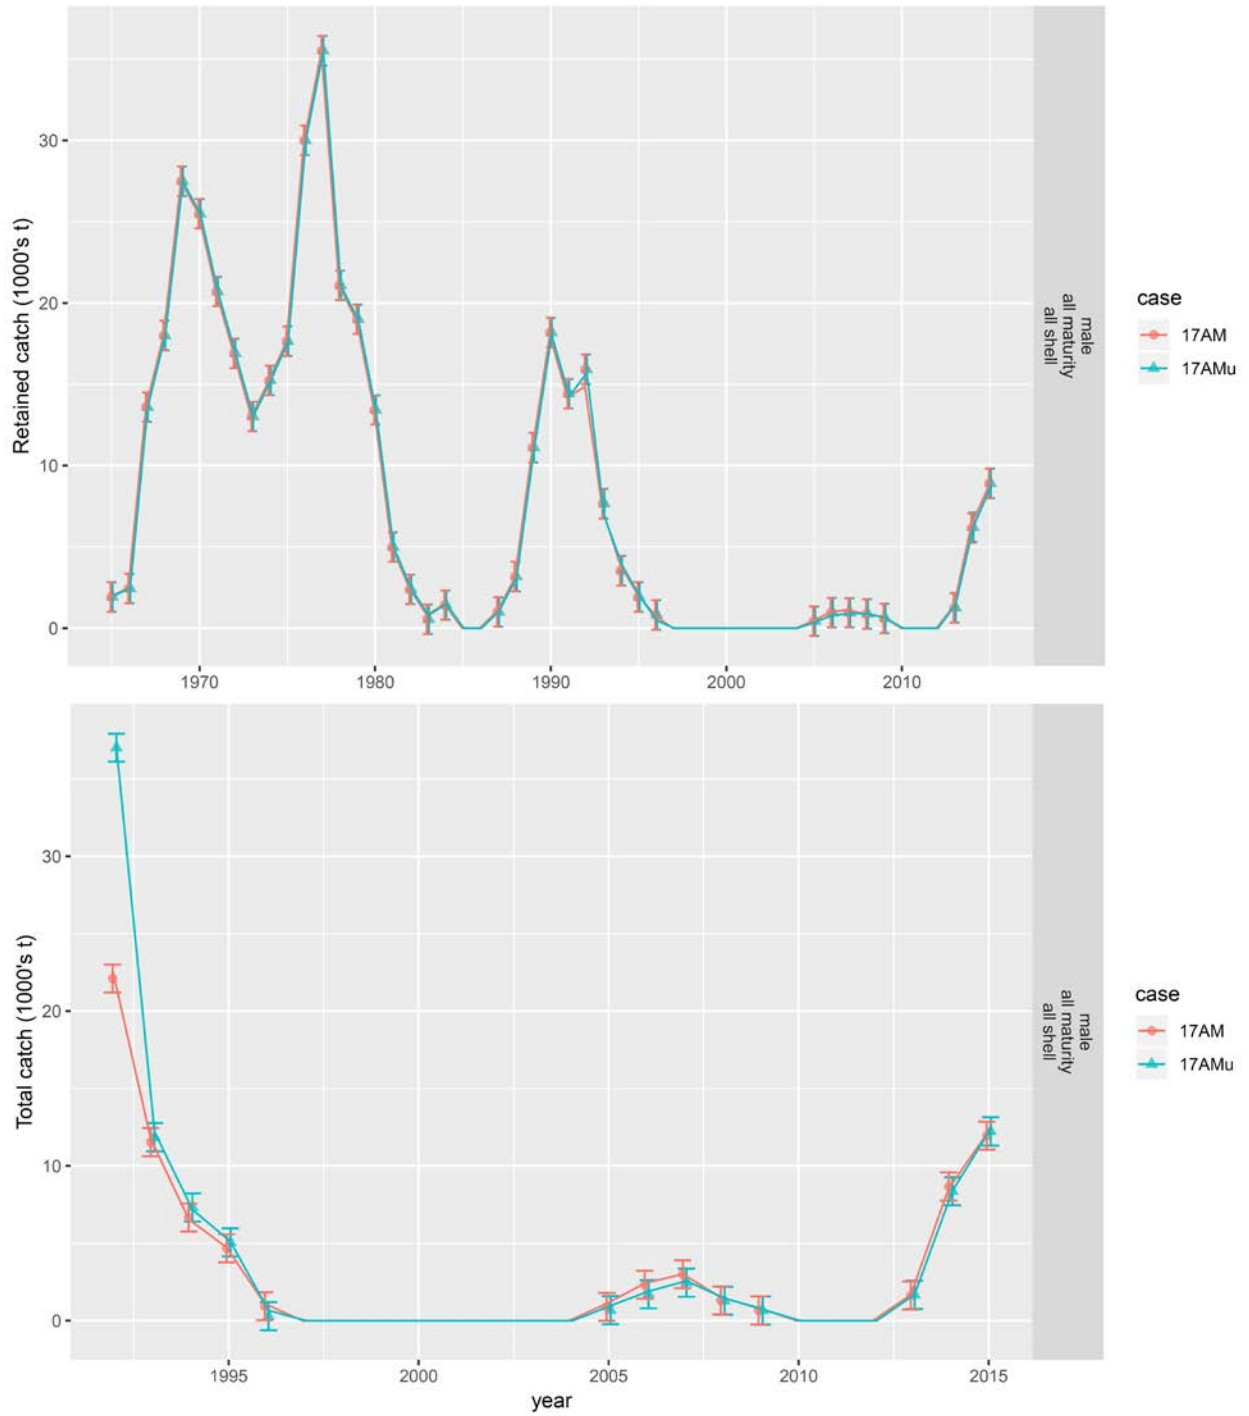 Retained catch (1000's t)
30
20
10
0
1970
1980
1990
2000
2010
male
all maturity
all shell
case
17AM
17AMu
Total catch (1000's t)
30
20
10
0
1995
2000
2005
2010
2015
year
male
all maturity
all shell
case
17AM
17AMu